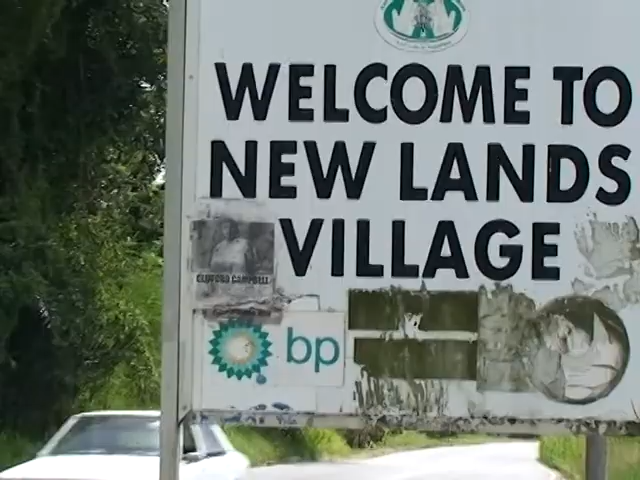 WELCOME TO
NEW LANDS
VILLAGE
CLIFFORD CAMPBELL
bp